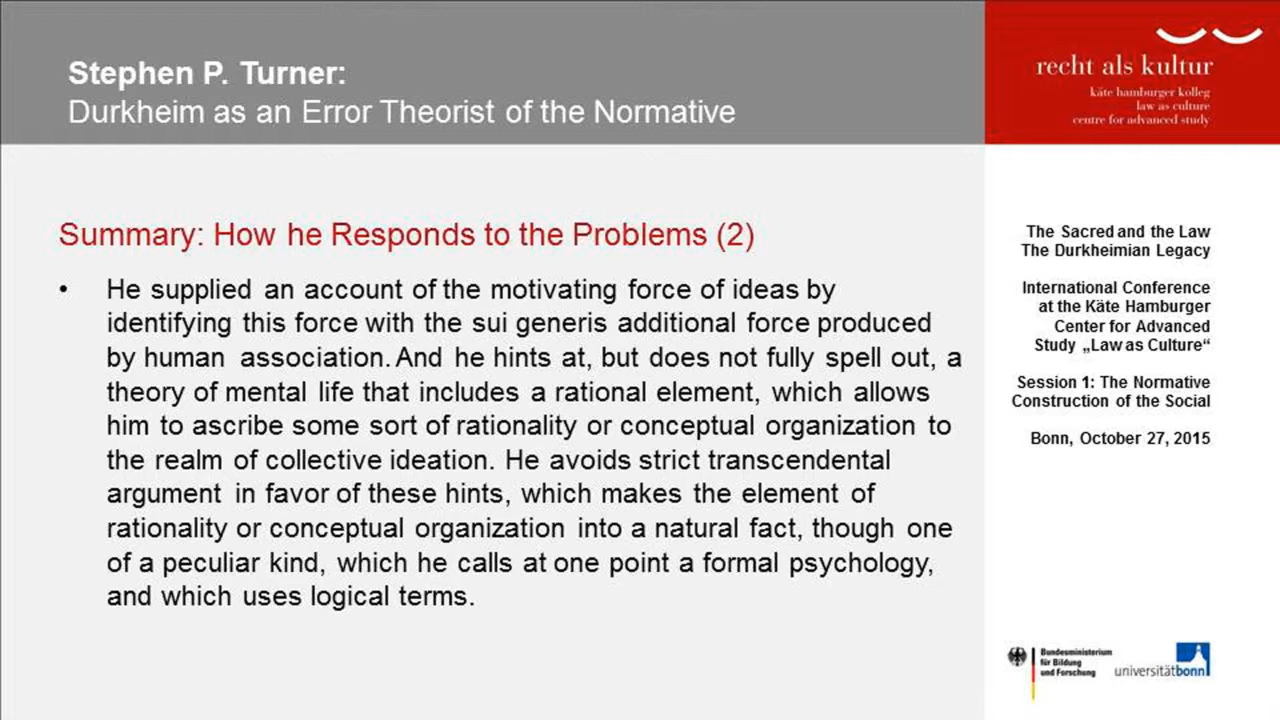 Stephen P. Turner:
Durkheim as an Error Theorist of the Normative
recht als kultur
käte hamburger kolleg
law as culture
centre for advanced study
Summary: How he Responds to the Problems (2)
• He supplied an account of the motivating force of ideas by
identifying this force with the sui generis additional force produced
by human association. And he hints at, but does not fully spell out, a
theory of mental life that includes a rational element, which allows
him to ascribe some sort of rationality or conceptual organization to
the realm of collective ideation. He avoids strict transcendental
argument in favor of these hints, which makes the element of
rationality or conceptual organization into a natural fact, though one
of a peculiar kind, which he calls at one point a formal psychology,
and which uses logical terms.
The Sacred and the Law
The Durkheimian Legacy
International Conference
at the Käte Hamburger
Center for Advanced
Study „Law as Culture“
Session 1: The Normative
Construction of the Social
Bonn, October 27, 2015
Bundesministerium
für Bildung
und Forschung
universitätbonn